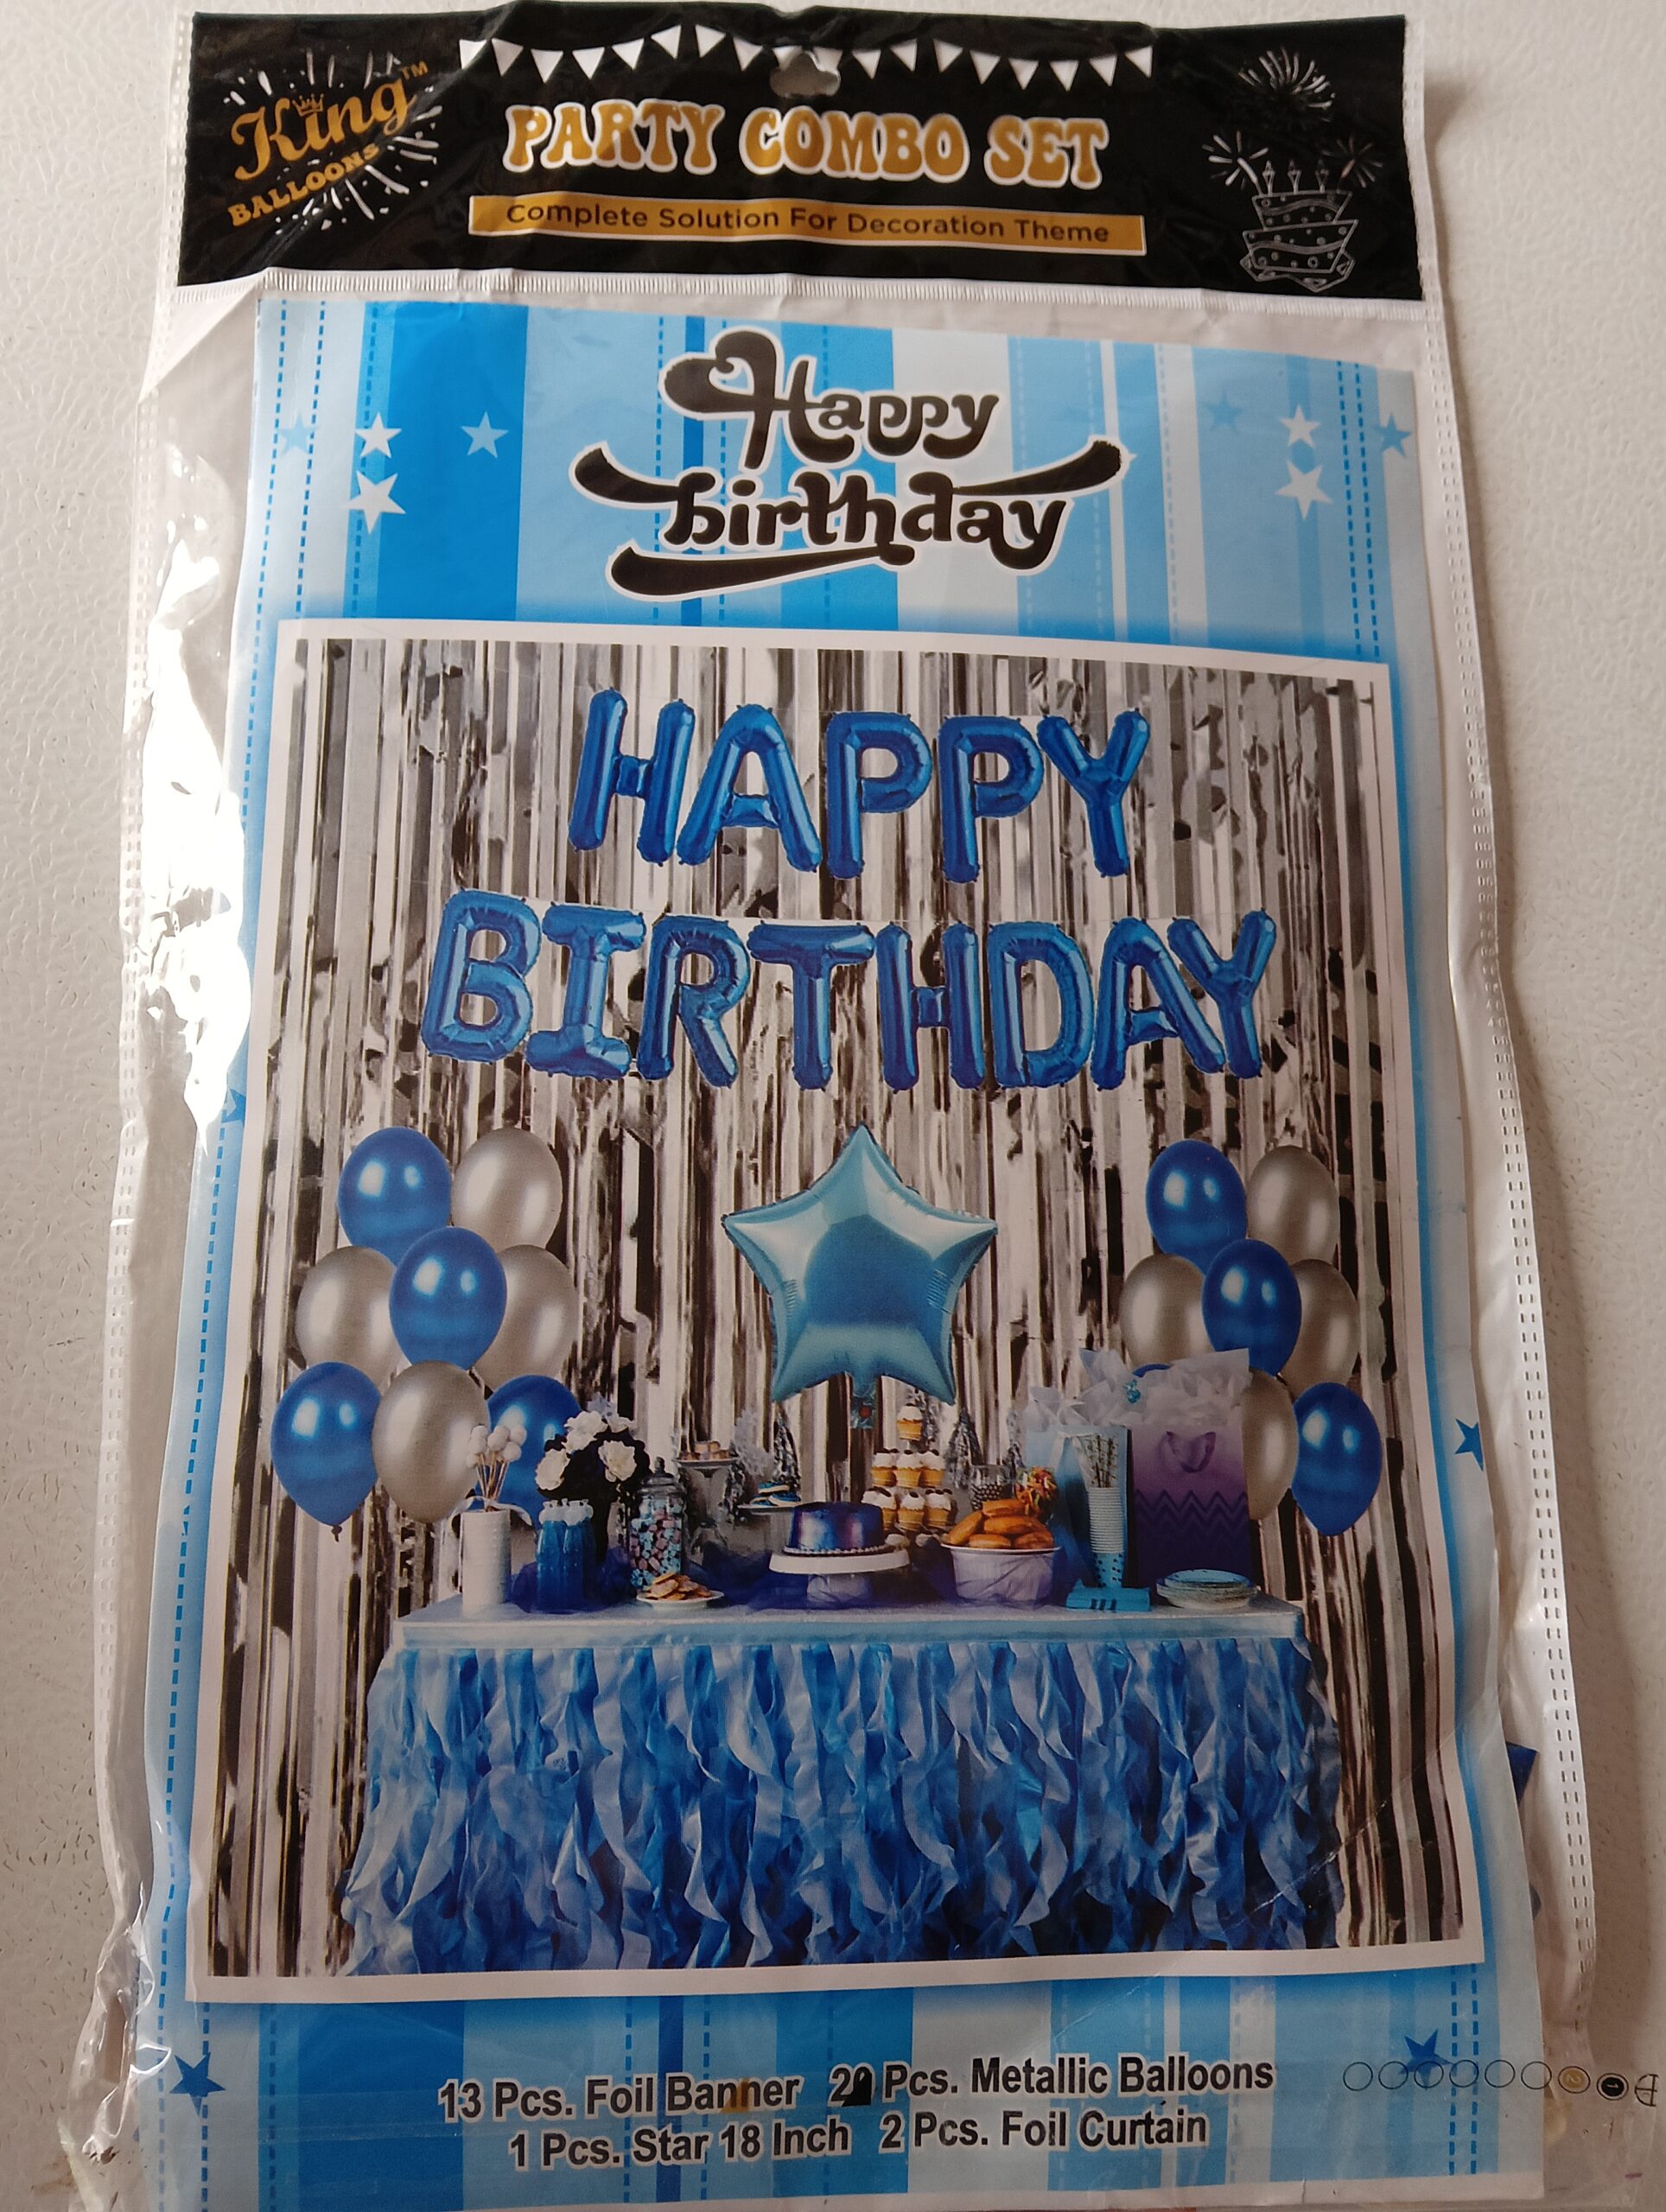 King™
BALLOONS
PARTY COMBO SET
Complete Solution For Decoration Theme
Happy
birthday
HAPPY
BIRTHDAY
13 Pcs. Foil Banner Pcs. Metallic Balloons
1 Pcs. Star 18 Inch 2 Pcs. Foil Curtain